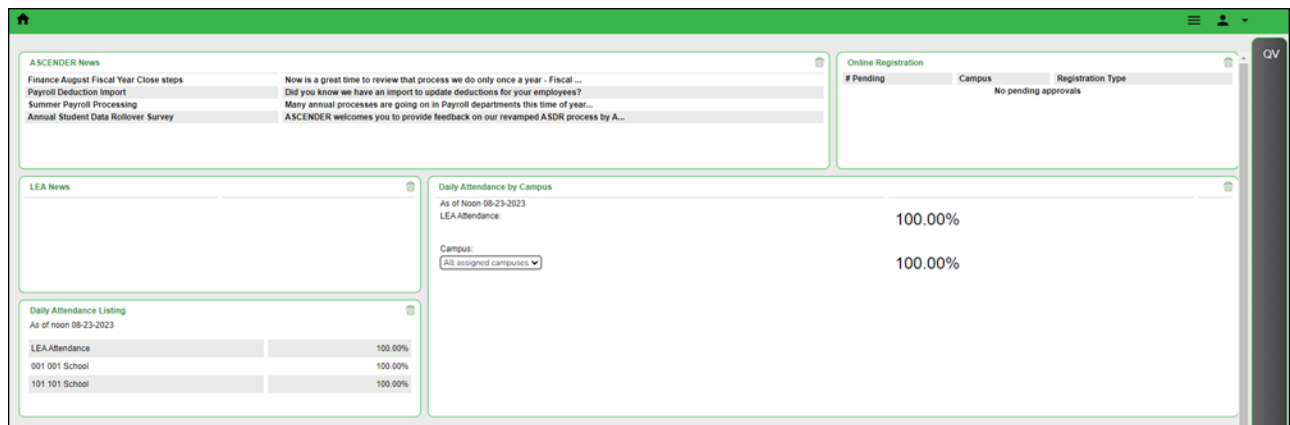 QV
ASCENDER News
Finance August Fiscal Year Close steps Now is a great time to review that process we do only once a year - Fiscal ...
Payroll Deduction Import Did you know we have an import to update deductions for your employees?
Summer Payroll Processing Many annual processes are going on in Payroll departments this time of year...
Annual Student Data Rollover Survey ASCENDER welcomes you to provide feedback on our revamped ASDR process by A...
Online Registration
# Pending Campus Registration Type
No pending approvals
LEA News
Daily Attendance by Campus
As of Noon 08-23-2023
LEA Attendance:
100.00%
Campus:
All assigned campuses
100.00%
Daily Attendance Listing
As of noon 08-23-2023
LEA Attendance 100.00%
001 001 School 100.00%
101 101 School 100.00%